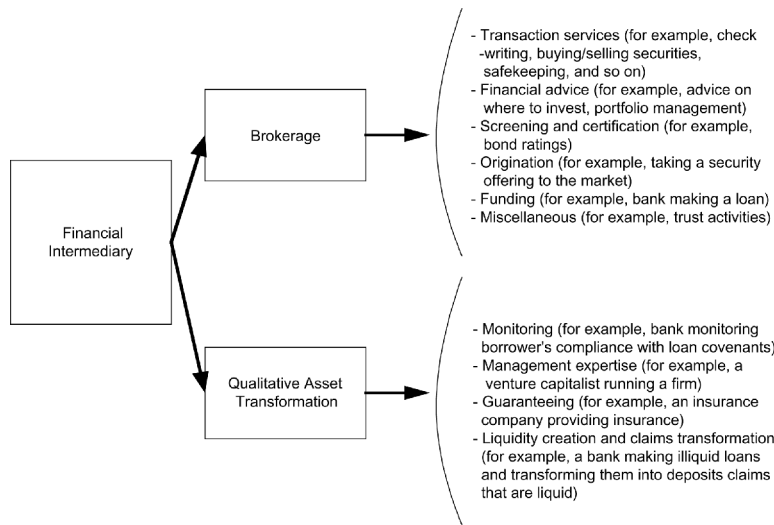 Financial
Intermediary
Brokerage
- Transaction services (for example, check
-writing, buying/selling securities,
safekeeping, and so on)
- Financial advice (for example, advice on
where to invest, portfolio management)
- Screening and certification (for example,
bond ratings)
- Origination (for example, taking a security
offering to the market)
- Funding (for example, bank making a loan)
- Miscellaneous (for example, trust activities)
Qualitative Asset
Transformation
- Monitoring (for example, bank monitoring
borrower's compliance with loan covenants)
- Management expertise (for example, a
venture capitalist running a firm)
- Guaranteeing (for example, an insurance
company providing insurance)
- Liquidity creation and claims transformation
(for example, a bank making illiquid loans
and transforming them into deposits claims
that are liquid)